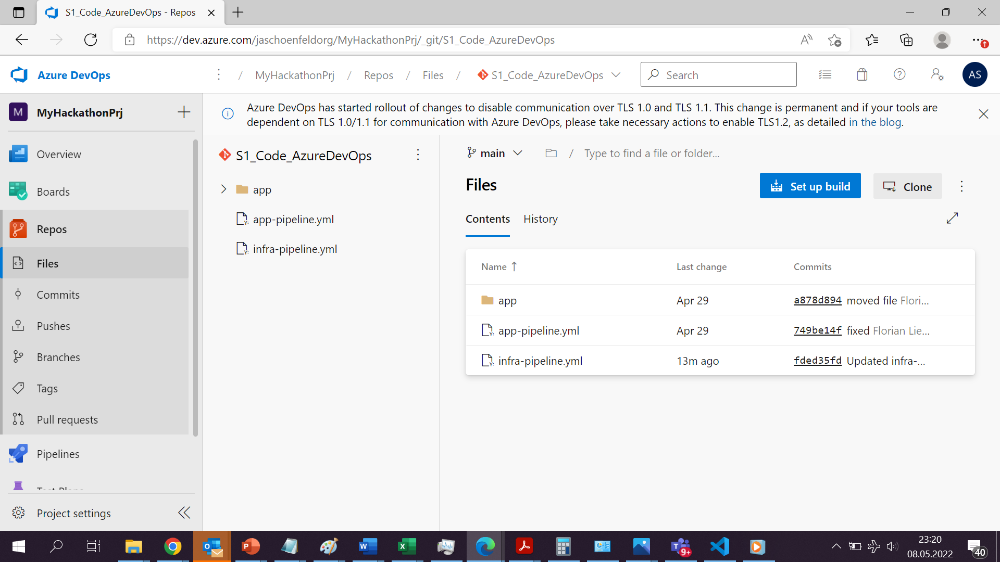 S1_Code_AzureDevOps - Repos
https://dev.azure.com/jaschoenfeldorg/MyHackathonPrj/_git/S1_Code_AzureDevOps
Azure DevOps
/ MyHackathonPrj / Repos / Files / S1_Code_AzureDevOps
Search
AS
M MyHackathonPrj
Overview
Boards
Repos
Files
Commits
Pushes
Branches
Tags
Pull requests
Pipelines
Test Plans
Project settings
Azure DevOps has started rollout of changes to disable communication over TLS 1.0 and TLS 1.1. This change is permanent and if your tools are
dependent on TLS 1.0/1.1 for communication with Azure DevOps, please take necessary actions to enable TLS1.2, as detailed in the blog.
S1_Code_AzureDevOps
app
app-pipeline.yml
infra-pipeline.yml
main / Type to find a file or folder...
Files
Set up build
Clone
Contents History
Name ↑ Last change Commits
app Apr 29 a878d894 moved file Flori...
app-pipeline.yml Apr 29 749be14f fixed Florian Lie...
infra-pipeline.yml 13m ago fded35fd Updated infra-...
9+
23:20
08.05.2022
40